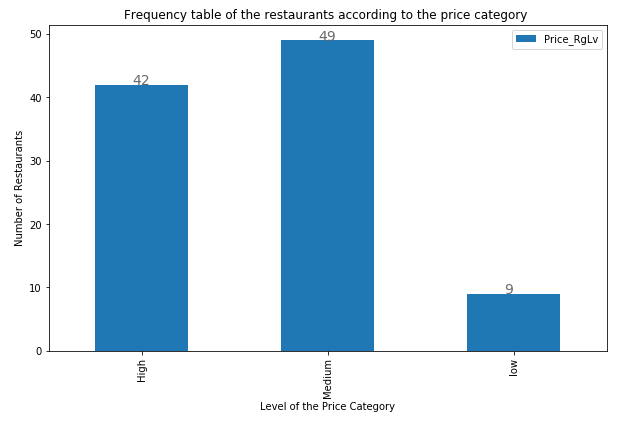 Frequency table of the restaurants according to the price category
Price_RgLv
Number of Restaurants
50
40
30
20
10
0
42
49
9
High
Medium
low
Level of the Price Category